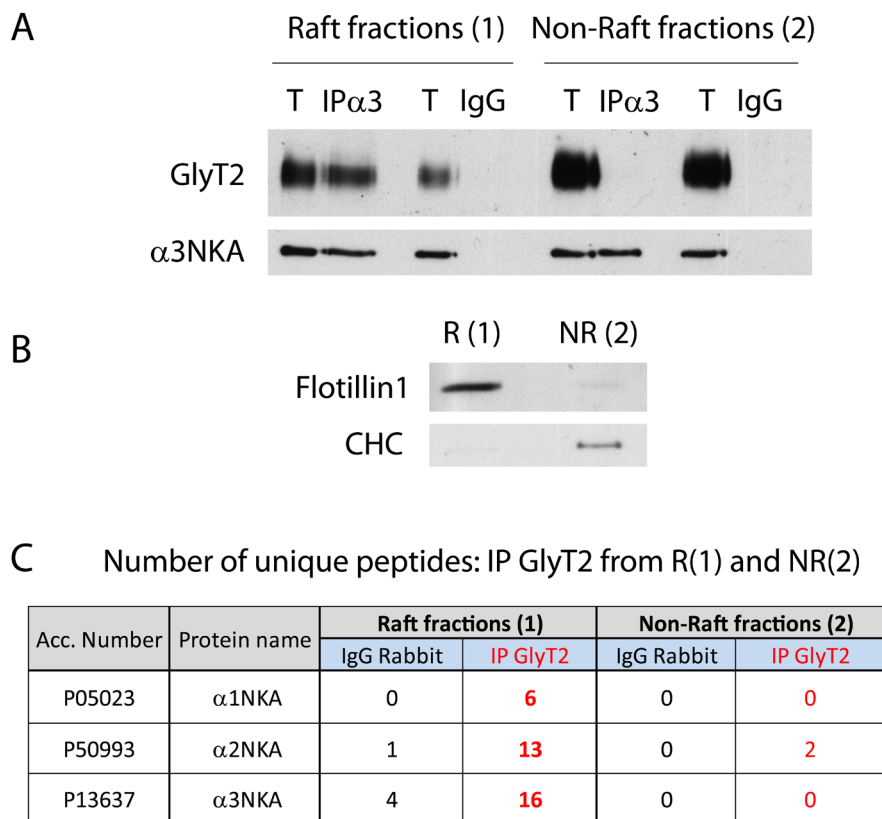 A
Raft fractions (1) Non-Raft fractions (2)
T IPα3 T IgG T IPα3 T IgG
GlyT2
α3NKA
B
R (1) NR (2)
Flotillin1
CHC
C Number of unique peptides: IP GlyT2 from R(1) and NR(2)
Acc. Number Protein name Raft fractions (1) Non-Raft fractions (2)
IgG Rabbit IP GlyT2 IgG Rabbit IP GlyT2
P05023 α1NKA 0 6 0 0
P50993 α2NKA 1 13 0 2
P13637 α3NKA 4 16 0 0